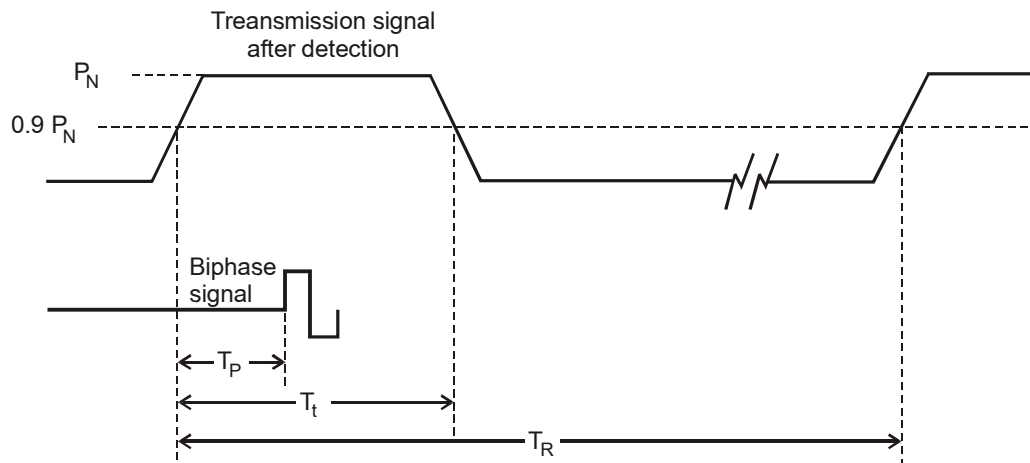 Treansmission signal
after detection
P_N
0.9 P_N
Biphase
signal
T_P
T_t
T_R